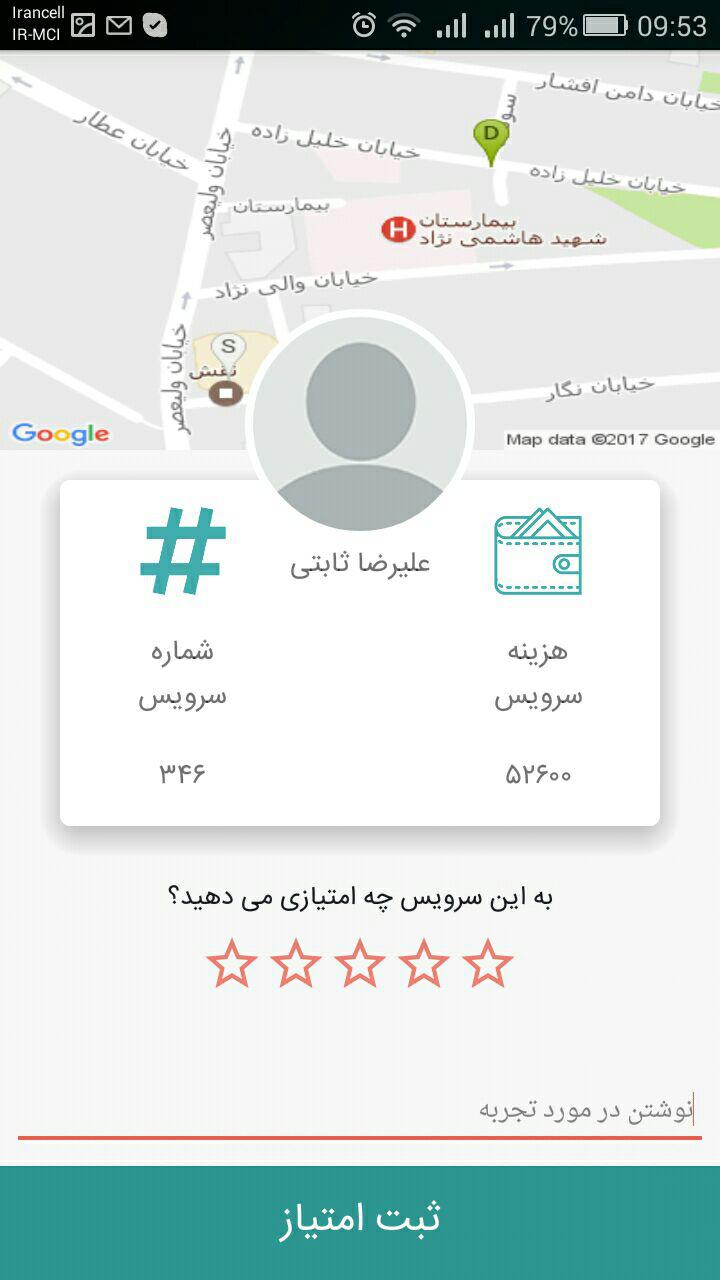 Irancell
IR-MCI
79%
09:53
خیابان دامن افشار
سو
D
خیابان عطار
خیابان ولیعصر
خیابان خلیل زاده
خیابان خلیل زاده
بیمارستان
H
بیمارستان
شهید هاشمی نژاد
خیابان والی نژاد
خیابان ولیعصر
S
نقش
خیابان نگار
Google
Map data ©2017 Google
#
علیرضا ثابتی
هزینه
سرویس
۵۲۶۰۰
شماره
سرویس
۳۴۶
به این سرویس چه امتیازی می دهید؟
نوشتن در مورد تجربه
ثبت امتیاز